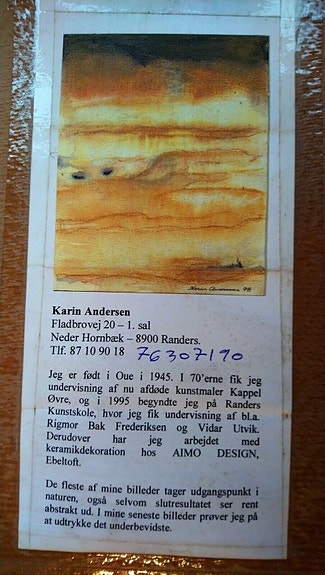 Karin Andersen 98
Karin Andersen
Fladbrovej 20 – 1. sal
Neder Hornbæk – 8900 Randers.
Tlf. 87 10 90 18 76307190
Jeg er født i Oue i 1945. I 70'erne fik jeg
undervisning af nu afdøde kunstmaler Kappel
Øvre, og i 1995 begyndte jeg på Randers
Kunstskole, hvor jeg fik undervisning af bl.a.
Rigmor Bak Frederiksen og Vidar Utvik.
Derudover har jeg arbejdet med
keramikdekoration hos AIMO DESIGN,
Ebeltoft.
De fleste af mine billeder tager udgangspunkt i
naturen, også selvom slutresultatet ser rent
abstrakt ud. I mine seneste billeder prøver jeg på
at udtrykke det underbevidste.